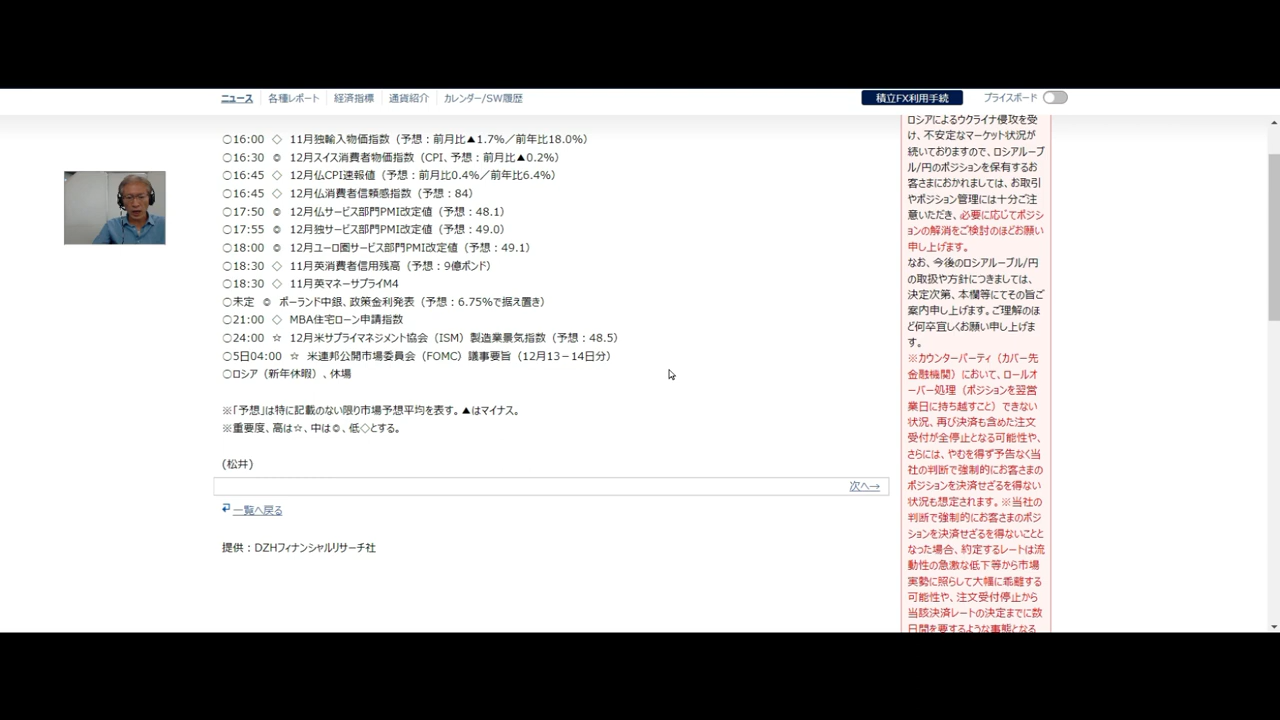 ニュース 各種レポート 経済指標 通貨紹介 カレンダー/SW履歴 積立FX利用手続 プライスボード
○16:00 ◇ 11月独輸入物価指数（予想：前月比▲1.7%／前年比18.0%）
○16:30 ◎ 12月スイス消費者物価指数（CPI、予想：前月比▲0.2%）
○16:45 ◇ 12月仏CPI速報値（予想：前月比0.4%／前年比6.4%）
○16:45 ◇ 12月仏消費者信頼感指数（予想：84）
○17:50 ◎ 12月仏サービス部門PMI改定値（予想：48.1）
○17:55 ◎ 12月独サービス部門PMI改定値（予想：49.0）
○18:00 ◎ 12月ユーロ圏サービス部門PMI改定値（予想：49.1）
○18:30 ◇ 11月英消費者信用残高（予想：9億ポンド）
○18:30 ◇ 11月英マネーサプライM4
○未定 ◎ ポーランド中銀、政策金利発表（予想：6.75%で据え置き）
○21:00 ◇ MBA住宅ローン申請指数
○24:00 ☆ 12月米サプライマネジメント協会（ISM）製造業景気指数（予想：48.5）
○5日04:00 ☆ 米連邦公開市場委員会（FOMC）議事要旨（12月13－14日分）
○ロシア（新年休暇）、休場
※「予想」は特に記載のない限り市場予想平均を表す。▲はマイナス。
※重要度、高は☆、中は◎、低◇とする。
(松井)
次へ→
一覧へ戻る
提供：DZHフィナンシャルリサーチ社
ロシアによるウクライナ侵攻を受
け、不安定なマーケット状況が
続いておりますので、ロシアルーブ
ル/円のポジションを保有するお
客さまにおかれましては、お取引
やポジション管理には十分ご注
意いただき、必要に応じてポジシ
ョンの解消をご検討のほどお願い
申し上げます。
なお、今後のロシアルーブル/円
の取扱や方針につきましては、
決定次第、本欄等にてその旨ご
案内申し上げます。ご理解のほ
ど何卒宜しくお願い申し上げま
す。
※カウンターパーティ（カバー先
金融機関）において、ロールオ
ーバー処理（ポジションを翌営
業日に持ち越すこと）できない
状況、再び決済も含めた注文
受付が全停止となる可能性や、
さらには、やむを得ず予告なく当
社の判断で強制的にお客さまの
ポジションを決済せざるを得ない
状況も想定されます。※当社の
判断で強制的にお客さまのポジ
ションを決済せざるを得ないことと
なった場合、約定するレートは流
動性の急激な低下等から市場
実勢に照らして大幅に乖離する
可能性や、注文受付停止から
当該決済レートの決定までに数
日間を要するような事態となる